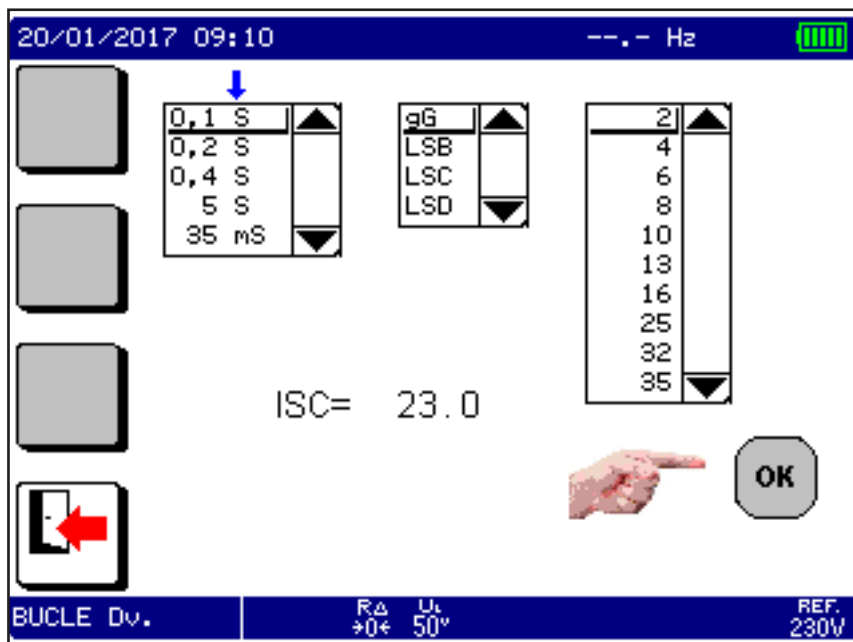 20/01/2017 09:10 --.- Hz
0,1 S
0,2 S
0,4 S
5 S
35 mS
gG
LSB
LSC
LSD
2
4
6
8
10
13
16
25
32
35
ISC= 23.0
OK
BUCLE Dv.
RΔ
→0←
UL
50V
REF.
230V